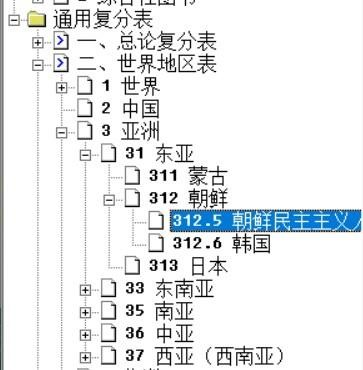 通用复分表
一、总论复分表
二、世界地区表
1 世界
2 中国
3 亚洲
31 东亚
311 蒙古
312 朝鲜
312.5 朝鲜民主主义
312.6 韩国
313 日本
33 东南亚
35 南亚
36 中亚
37 西亚（西南亚）